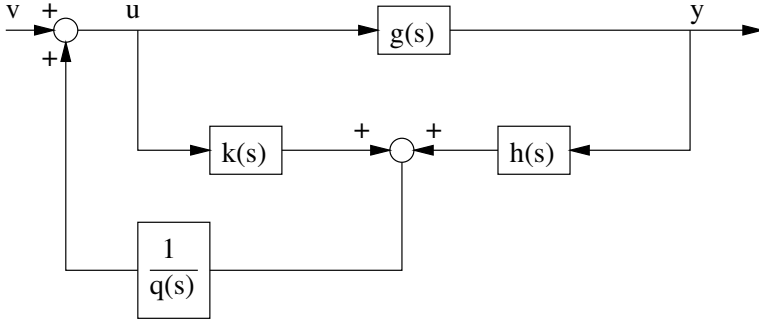 v + u g(s) y
+
+ +
k(s) h(s)
1
q(s)